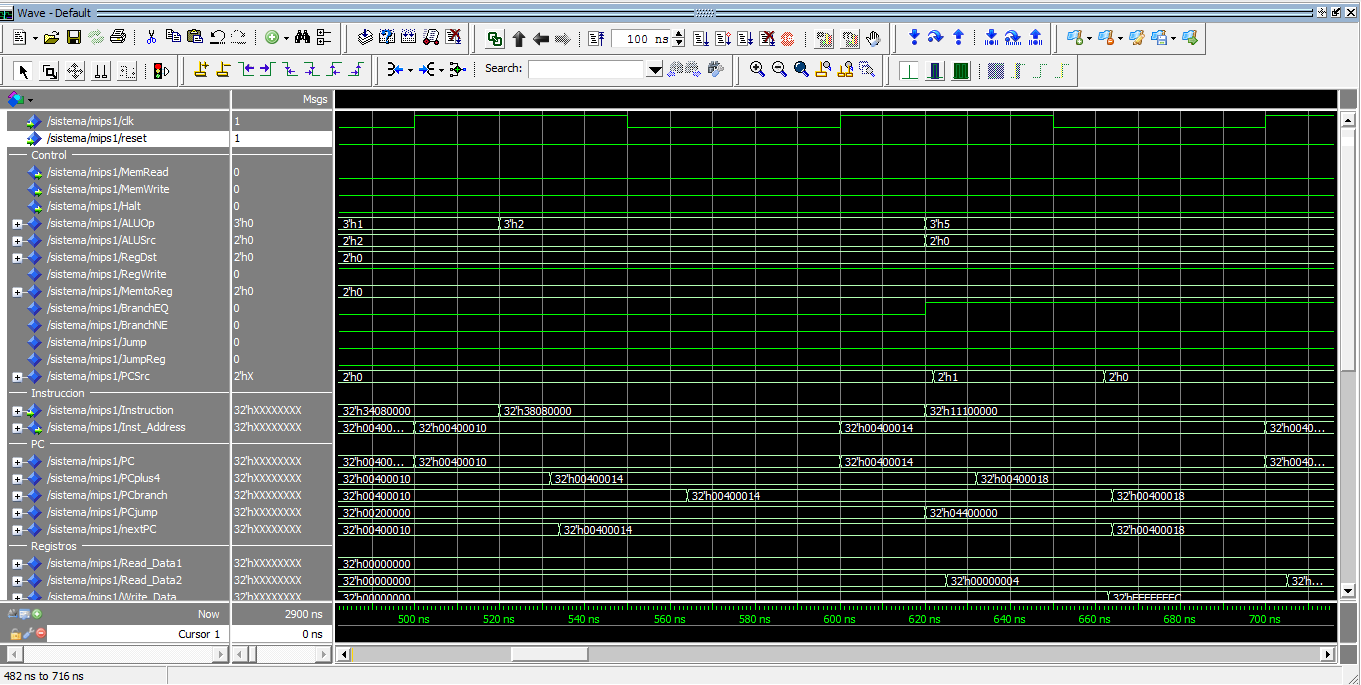 Wave - Default
100 ns
Search:
Msgs
/sistema/mips1/clk 1
/sistema/mips1/reset 1
Control
/sistema/mips1/MemRead 0
/sistema/mips1/MemWrite 0
/sistema/mips1/Halt 0
/sistema/mips1/ALUOp 3'h0 3'h1 3'h2 3'h5
/sistema/mips1/ALUSrc 2'h0 2'h2 2'h0
/sistema/mips1/RegDst 2'h0 2'h0
/sistema/mips1/RegWrite 0
/sistema/mips1/MemtoReg 2'h0 2'h0
/sistema/mips1/BranchEQ 0
/sistema/mips1/BranchNE 0
/sistema/mips1/Jump 0
/sistema/mips1/JumpReg 0
/sistema/mips1/PCSrc 2'hX 2'h0 2'h1 2'h0
Instruccion
/sistema/mips1/Instruction 32'hXXXXXXXX 32'h34080000 32'h38080000 32'h11100000
/sistema/mips1/Inst_Address 32'hXXXXXXXX 32'h00400... 32'h00400010 32'h00400014 32'h0040...
PC
/sistema/mips1/PC 32'hXXXXXXXX 32'h00400... 32'h00400010 32'h00400014 32'h0040...
/sistema/mips1/PCplus4 32'hXXXXXXXX 32'h00400010 32'h00400014 32'h00400018
/sistema/mips1/PCbranch 32'hXXXXXXXX 32'h00400010 32'h00400014 32'h00400018
/sistema/mips1/PCjump 32'hXXXXXXXX 32'h00200000 32'h04400000
/sistema/mips1/nextPC 32'hXXXXXXXX 32'h00400010 32'h00400014 32'h00400018
Registros
/sistema/mips1/Read_Data1 32'hXXXXXXXX 32'h00000000
/sistema/mips1/Read_Data2 32'hXXXXXXXX 32'h00000000 32'h00000004 32'h...
/sistema/mips1/Write_Data 32'hXXXXXXXX 32'h00000000 32'hFFFFFFFC
Now 2900 ns
500 ns 520 ns 540 ns 560 ns 580 ns 600 ns 620 ns 640 ns 660 ns 680 ns 700 ns
Cursor 1 0 ns
482 ns to 716 ns